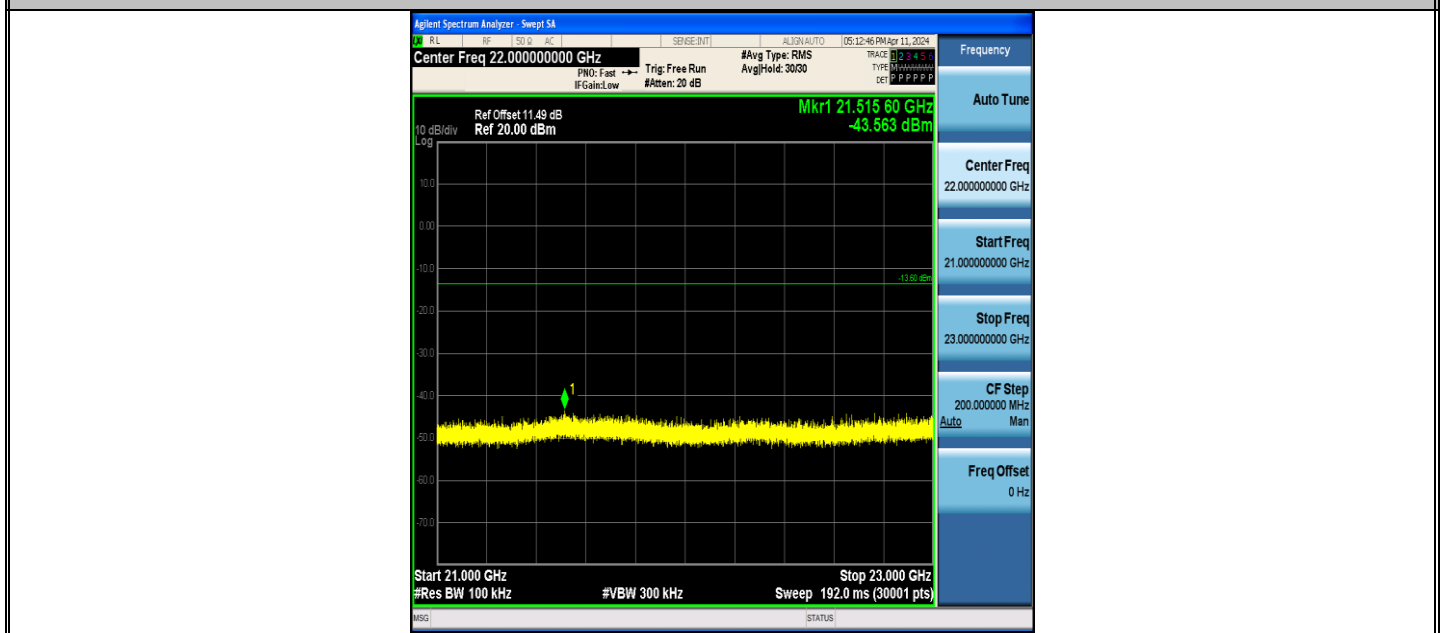 Agilent Spectrum Analyzer - Swept SA
RL RF 50 Ω AC SENSE:INT ALIGN AUTO 05:12:46 PM Apr 11, 2024
Center Freq 22.000000000 GHz
PNO: Fast
IFGain:Low
Trig: Free Run
#Atten: 20 dB
#Avg Type: RMS
Avg|Hold: 30/30
TRACE 1 2 3 4 5 6
TYPE M
DET P P P P P P
Mkr1 21.515 60 GHz
-43.563 dBm
Ref Offset 11.49 dB
10 dB/div Ref 20.00 dBm
Log
10.0
0.00
-10.0
-13.60 dBm
-20.0
-30.0
-40.0
1
-50.0
-60.0
-70.0
Start 21.000 GHz Stop 23.000 GHz
#Res BW 100 kHz #VBW 300 kHz Sweep 192.0 ms (30001 pts)
MSG STATUS
Frequency
Auto Tune
Center Freq
22.000000000 GHz
Start Freq
21.000000000 GHz
Stop Freq
23.000000000 GHz
CF Step
200.000000 MHz
Auto Man
Freq Offset
0 Hz